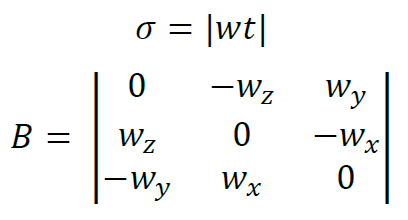 σ = |wt|
0 -w_z w_y
B = w_z 0 -w_x
-w_y w_x 0